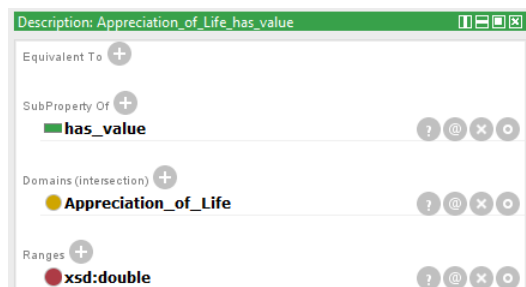 Description: Appreciation_of_Life_has_value
Equivalent To
SubProperty Of
has_value
Domains (intersection)
Appreciation_of_Life
Ranges
xsd:double